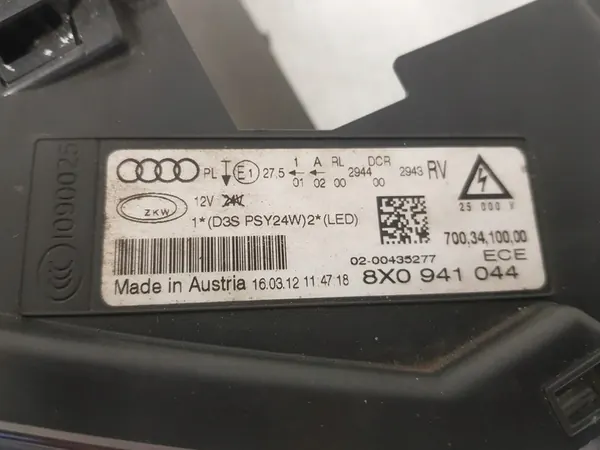 1090025
PL E1 27.5 ← 1 A RL DCR 2943 RV
01 02 00 2944 00
12V 24V
ZKW
1*(D3S PSY24W)2*(LED)
25 000 V
700,34,100,00
02-00435277 ECE
8X0 941 044
Made in Austria 16.03.12 11 47 18